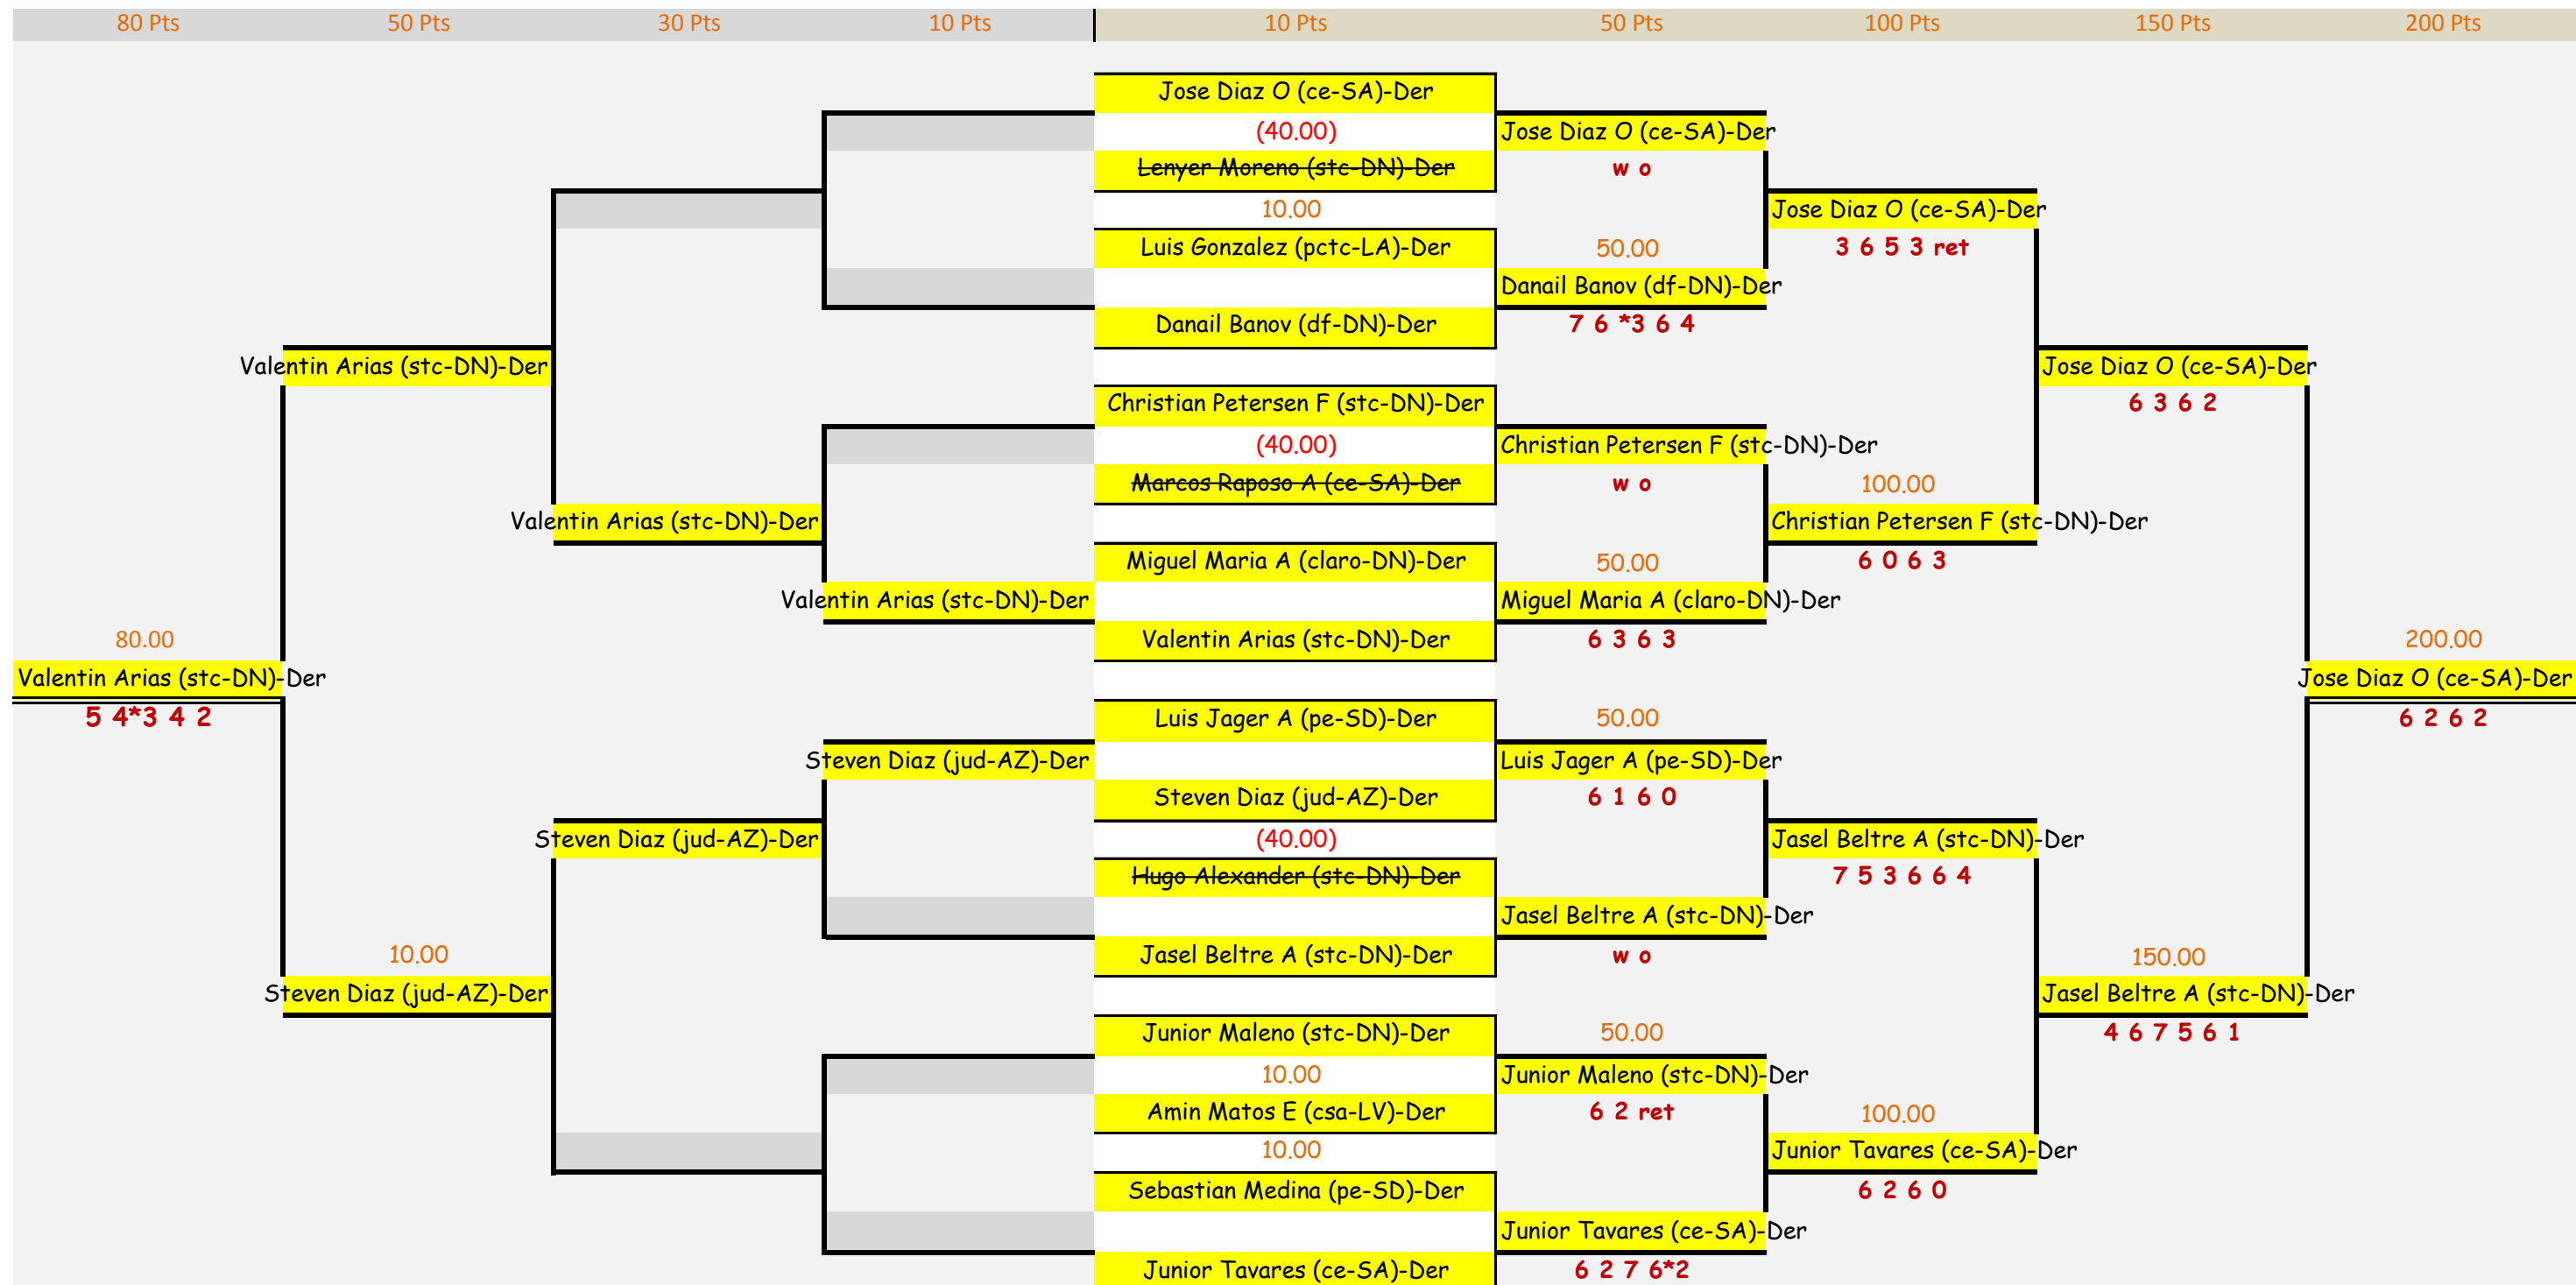 80 Pts 50 Pts 30 Pts 10 Pts 10 Pts 50 Pts 100 Pts 150 Pts 200 Pts
Jose Diaz O (ce-SA)-Der
(40.00) Jose Diaz O (ce-SA)-Der
Lenyer Moreno (stc-DN)-Der w o
10.00 Jose Diaz O (ce-SA)-Der
Luis Gonzalez (pctc-LA)-Der 50.00 3 6 5 3 ret
Danail Banov (df-DN)-Der
Danail Banov (df-DN)-Der 7 6 *3 6 4
Valentin Arias (stc-DN)-Der Jose Diaz O (ce-SA)-Der
Christian Petersen F (stc-DN)-Der 6 3 6 2
(40.00) Christian Petersen F (stc-DN)-Der
Marcos Raposo A (ce-SA)-Der w o 100.00
Valentin Arias (stc-DN)-Der Christian Petersen F (stc-DN)-Der
Miguel Maria A (claro-DN)-Der 50.00 6 0 6 3
Valentin Arias (stc-DN)-Der Miguel Maria A (claro-DN)-Der
80.00 Valentin Arias (stc-DN)-Der 6 3 6 3 200.00
Valentin Arias (stc-DN)-Der Jose Diaz O (ce-SA)-Der
5 4*3 4 2 Luis Jager A (pe-SD)-Der 50.00 6 2 6 2
Steven Diaz (jud-AZ)-Der Luis Jager A (pe-SD)-Der
Steven Diaz (jud-AZ)-Der 6 1 6 0
Steven Diaz (jud-AZ)-Der (40.00) Jasel Beltre A (stc-DN)-Der
Hugo Alexander (stc-DN)-Der 7 5 3 6 6 4
Jasel Beltre A (stc-DN)-Der
10.00 Jasel Beltre A (stc-DN)-Der w o 150.00
Steven Diaz (jud-AZ)-Der Jasel Beltre A (stc-DN)-Der
Junior Maleno (stc-DN)-Der 50.00 4 6 7 5 6 1
10.00 Junior Maleno (stc-DN)-Der
Amin Matos E (csa-LV)-Der 6 2 ret 100.00
10.00 Junior Tavares (ce-SA)-Der
Sebastian Medina (pe-SD)-Der 6 2 6 0
Junior Tavares (ce-SA)-Der
Junior Tavares (ce-SA)-Der 6 2 7 6*2